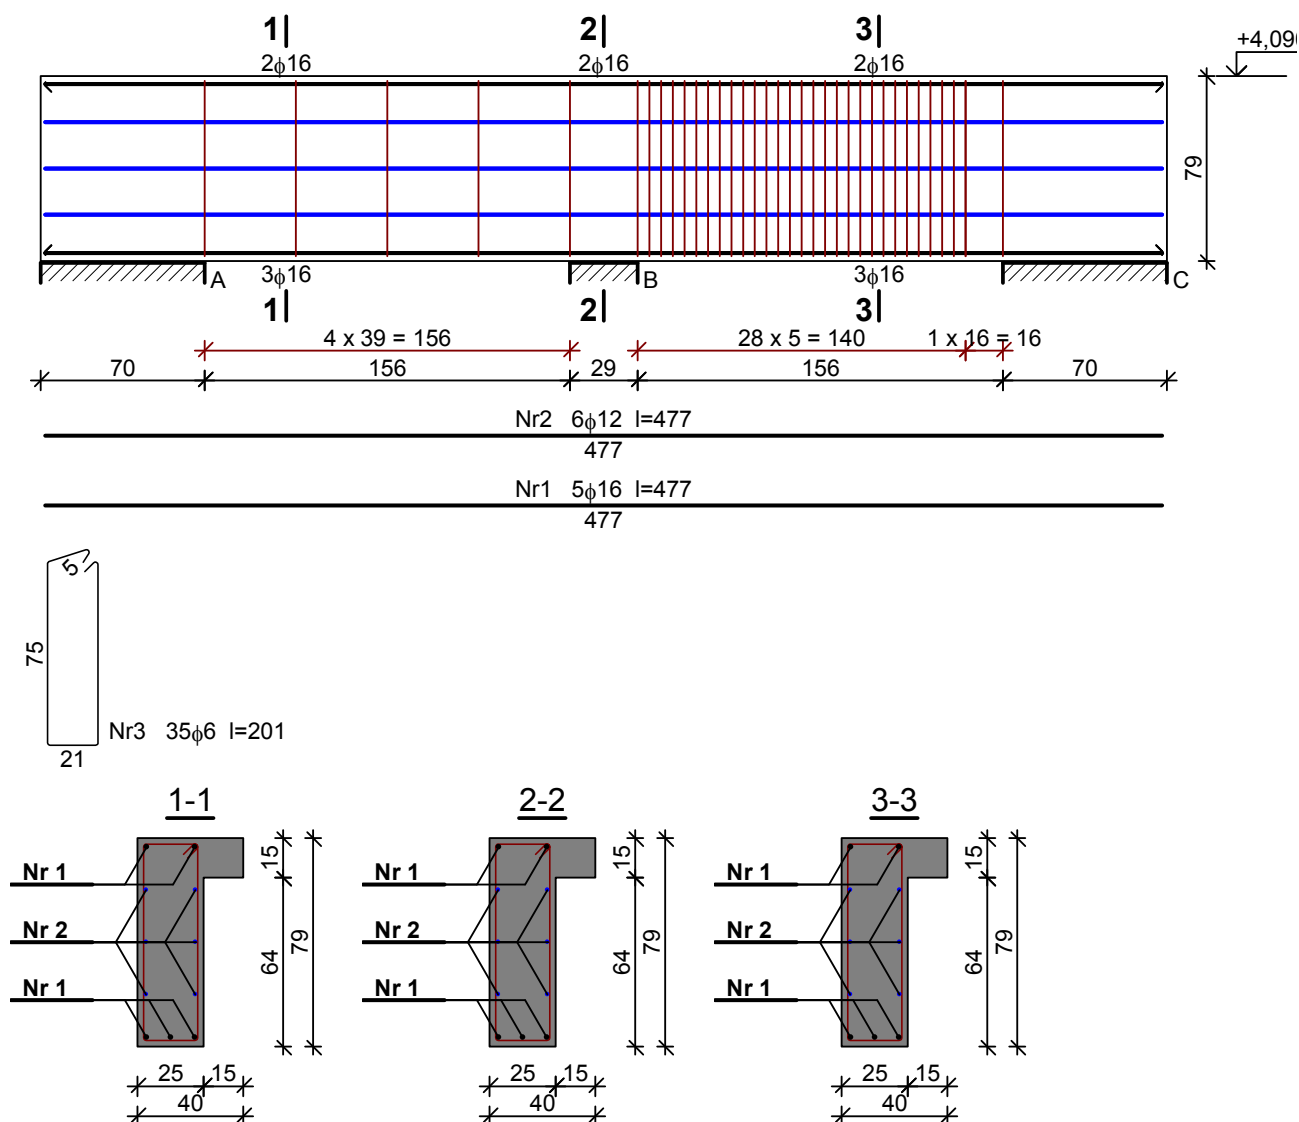 1 2 3
2ϕ16 2ϕ16 2ϕ16
79
A B C
3ϕ16 3ϕ16
1 2 3
4 x 39 = 156 28 x 5 = 140 1 x 16 = 16
70 156 29 156 70
Nr2 6ϕ12 l=477
477
Nr1 5ϕ16 l=477
477
5
75
21
Nr3 35ϕ6 l=201
1-1 2-2 3-3
Nr 1 15 Nr 1 15 Nr 1 15
Nr 2 64 79 Nr 2 64 79 Nr 2 64 79
Nr 1 Nr 1 Nr 1
25 15 25 15 25 15
40 40 40